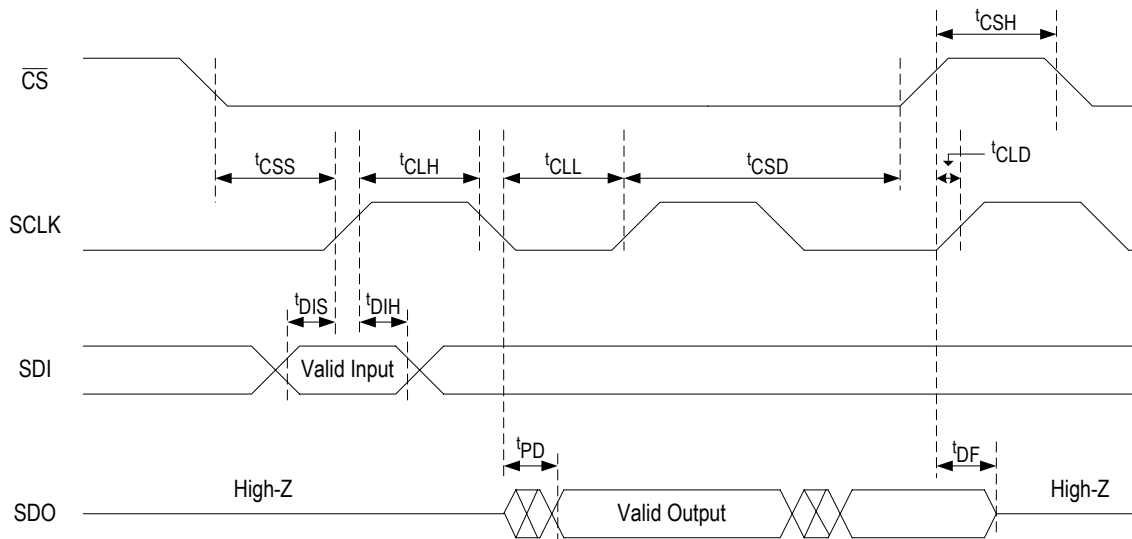 tCSH
CS
tCSS
tCLH
tCLL
tCSD
tCLD
SCLK
tDIS
tDIH
SDI
Valid Input
tPD
tDF
SDO
High-Z
Valid Output
High-Z